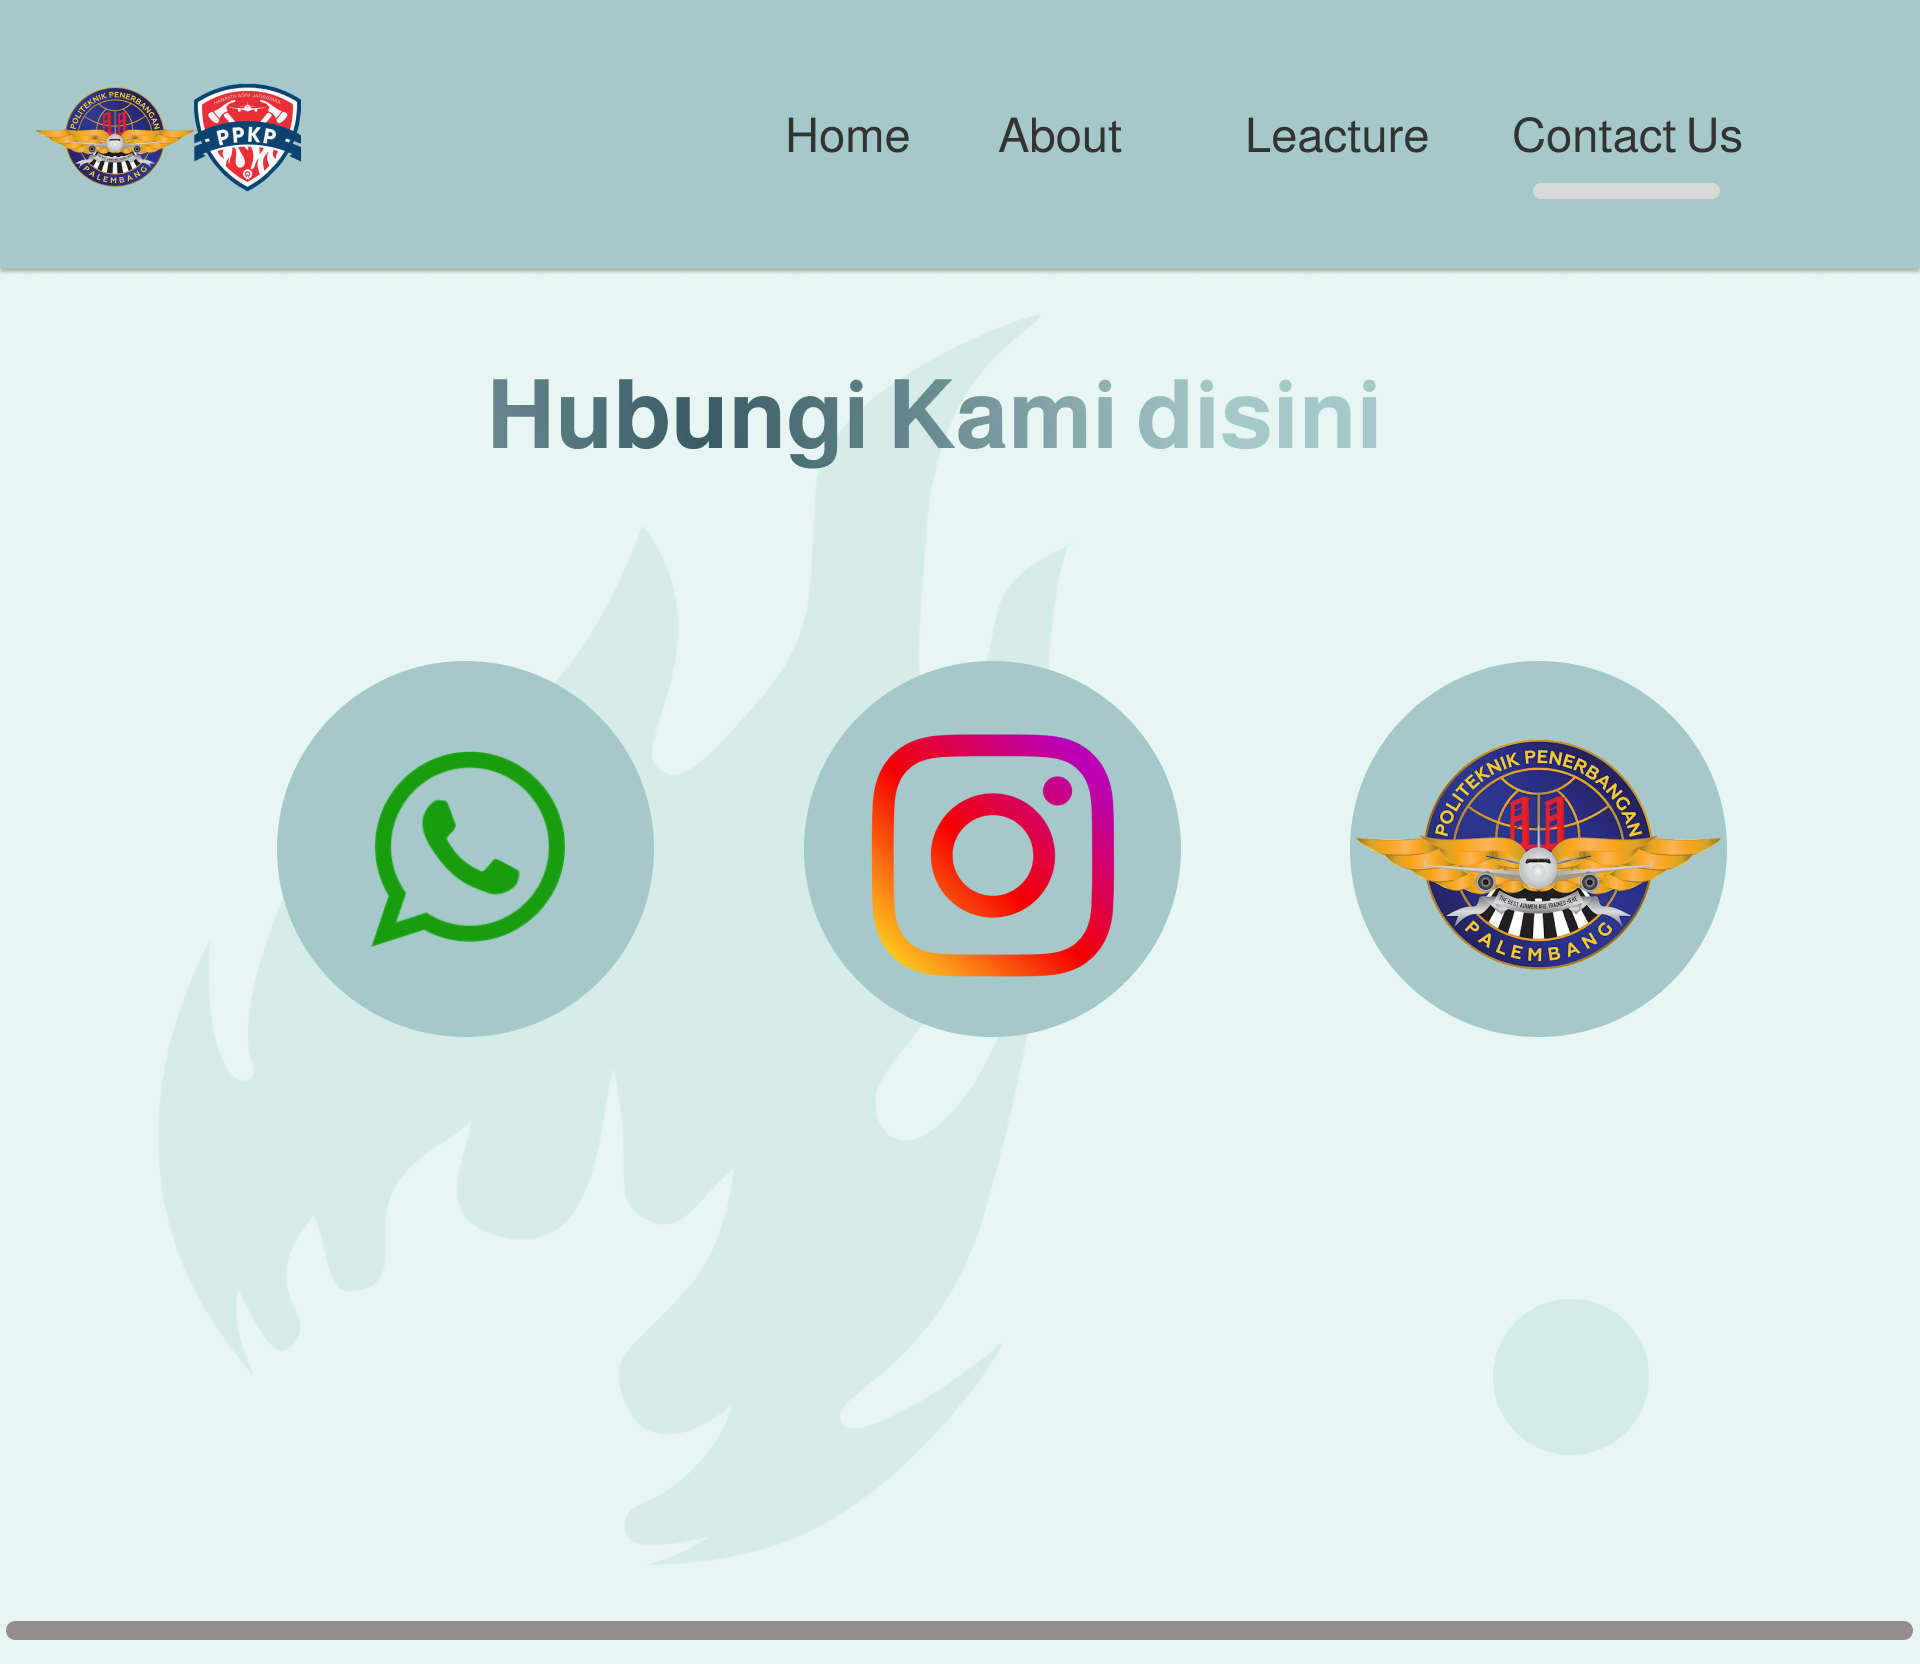 POLITEKNIK PENERBANGAN
PALEMBANG
PPKP
Home
About
Leacture
Contact Us
Hubungi Kami disini
POLITEKNIK PENERBANGAN
THE BEST AIRMEN ARE TRAINED HERE
PALEMBANG